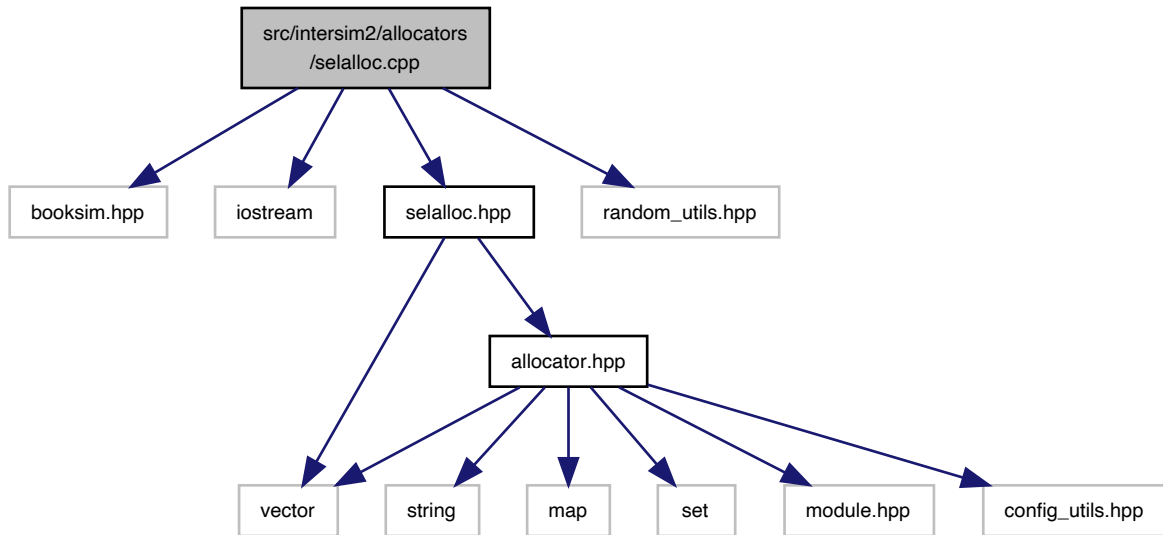 src/intersim2/allocators
/selalloc.cpp
booksim.hpp
iostream
selalloc.hpp
random_utils.hpp
allocator.hpp
vector
string
map
set
module.hpp
config_utils.hpp